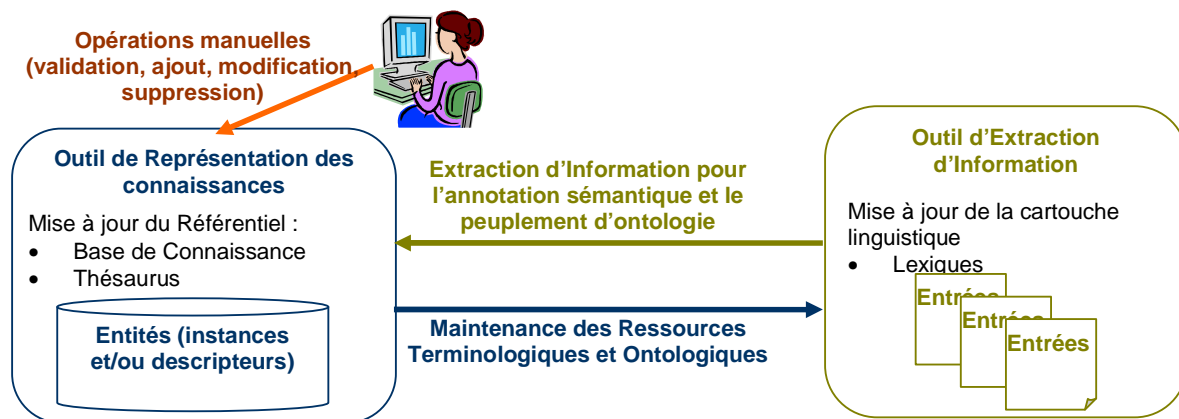 Opérations manuelles
(validation, ajout, modification,
suppression)
Outil de Représentation des
connaissances
Mise à jour du Référentiel :
• Base de Connaissance
• Thésaurus
Entités (instances
et/ou descripteurs)
Extraction d’Information pour
l’annotation sémantique et le
peuplement d’ontologie
Maintenance des Ressources
Terminologiques et Ontologiques
Outil d’Extraction
d’Information
Mise à jour de la cartouche
linguistique
• Lexiques
Entrées
Entrées
Entrées